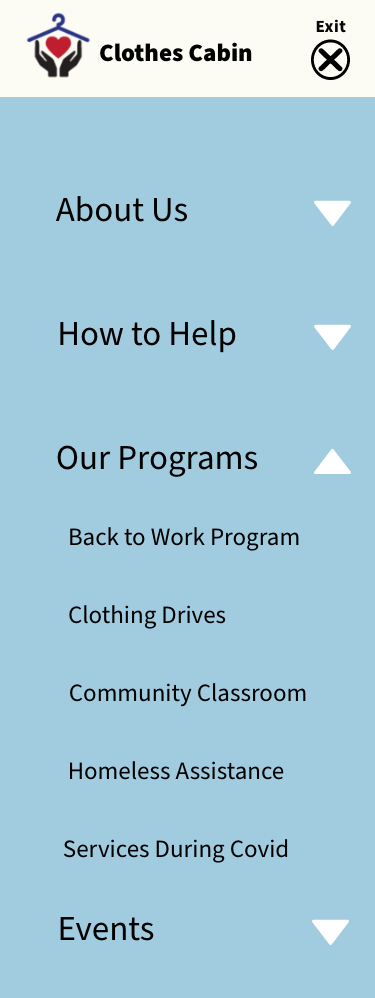 Exit
Clothes Cabin
About Us
How to Help
Our Programs
Back to Work Program
Clothing Drives
Community Classroom
Homeless Assistance
Services During Covid
Events